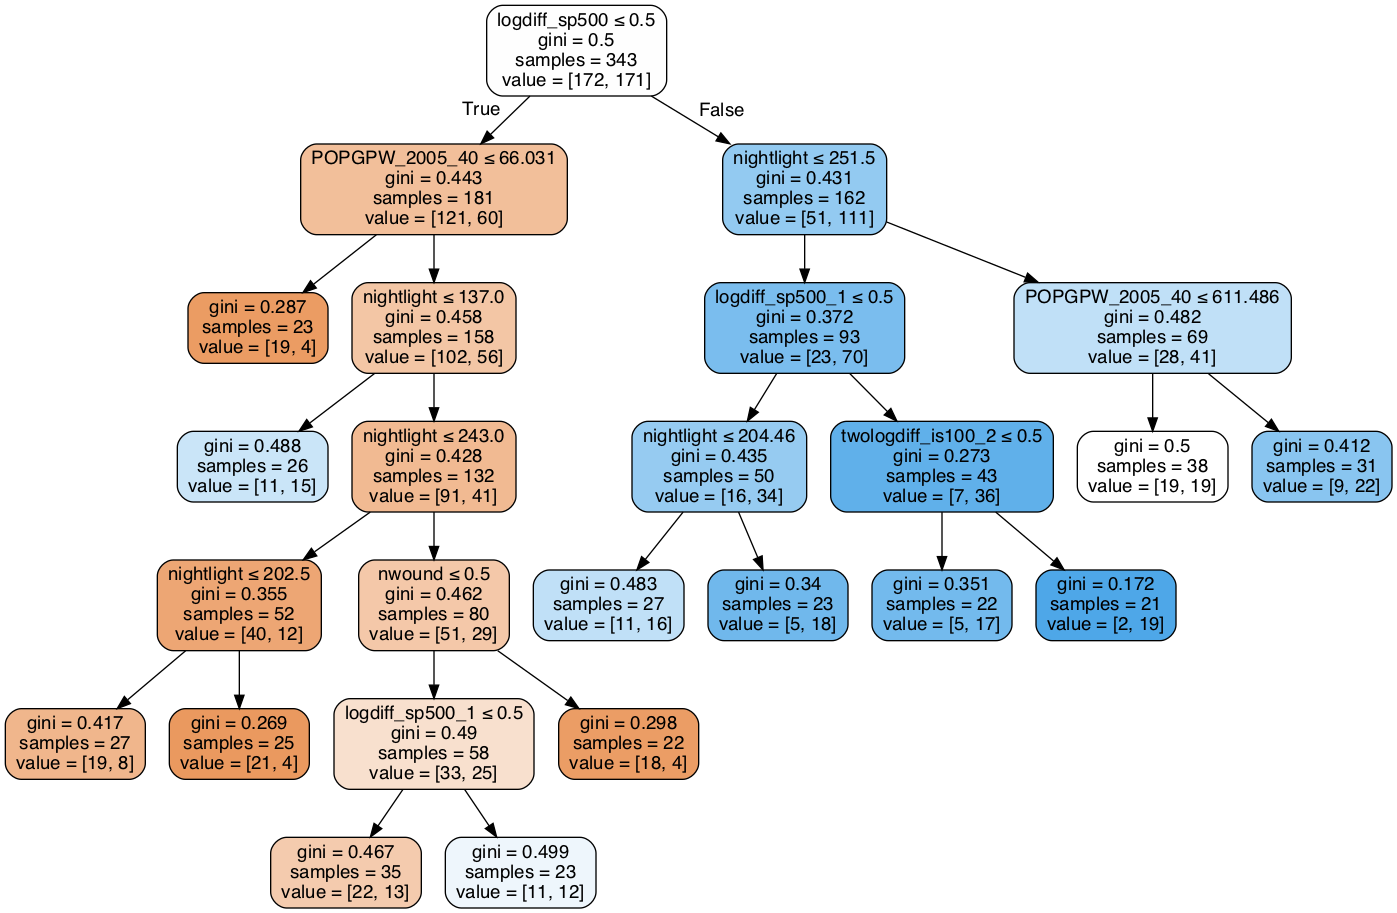 logdiff_sp500 ≤ 0.5
gini = 0.5
samples = 343
value = [172, 171]
True
False
POPGPW_2005_40 ≤ 66.031
gini = 0.443
samples = 181
value = [121, 60]
nightlight ≤ 251.5
gini = 0.431
samples = 162
value = [51, 111]
gini = 0.287
samples = 23
value = [19, 4]
nightlight ≤ 137.0
gini = 0.458
samples = 158
value = [102, 56]
logdiff_sp500_1 ≤ 0.5
gini = 0.372
samples = 93
value = [23, 70]
POPGPW_2005_40 ≤ 611.486
gini = 0.482
samples = 69
value = [28, 41]
gini = 0.488
samples = 26
value = [11, 15]
nightlight ≤ 243.0
gini = 0.428
samples = 132
value = [91, 41]
nightlight ≤ 204.46
gini = 0.435
samples = 50
value = [16, 34]
twologdiff_is100_2 ≤ 0.5
gini = 0.273
samples = 43
value = [7, 36]
gini = 0.5
samples = 38
value = [19, 19]
gini = 0.412
samples = 31
value = [9, 22]
nightlight ≤ 202.5
gini = 0.355
samples = 52
value = [40, 12]
nwound ≤ 0.5
gini = 0.462
samples = 80
value = [51, 29]
gini = 0.483
samples = 27
value = [11, 16]
gini = 0.34
samples = 23
value = [5, 18]
gini = 0.351
samples = 22
value = [5, 17]
gini = 0.172
samples = 21
value = [2, 19]
gini = 0.417
samples = 27
value = [19, 8]
gini = 0.269
samples = 25
value = [21, 4]
logdiff_sp500_1 ≤ 0.5
gini = 0.49
samples = 58
value = [33, 25]
gini = 0.298
samples = 22
value = [18, 4]
gini = 0.467
samples = 35
value = [22, 13]
gini = 0.499
samples = 23
value = [11, 12]